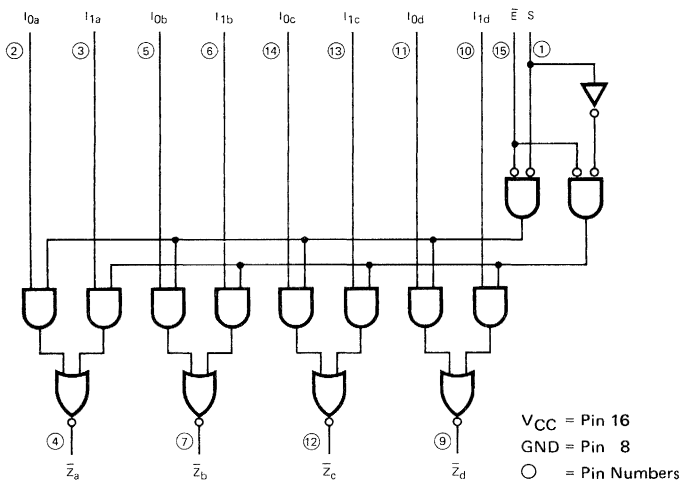 I0a I1a I0b I1b I0c I1c I0d I1d E̅ S
2 3 5 6 14 13 11 10 15 1
4 7 12 9
Z̅a Z̅b Z̅c Z̅d
VCC = Pin 16
GND = Pin 8
= Pin Numbers